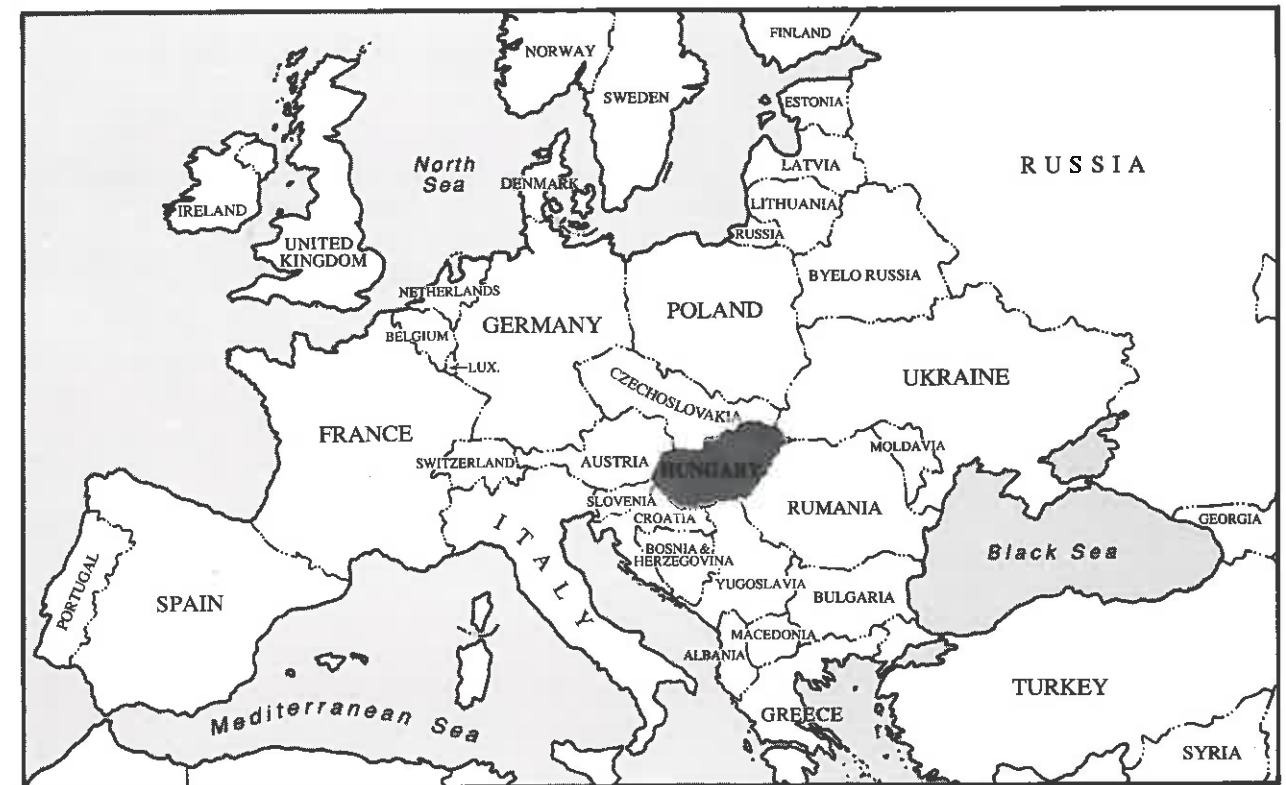 FINLAND
NORWAY
SWEDEN
ESTONIA
North
Sea
RUSSIA
LATVIA
DENMARK
LITHUANIA
IRELAND
RUSSIA
UNITED
KINGDOM
BYELO RUSSIA
NETHERLANDS
POLAND
GERMANY
BELGIUM
LUX.
UKRAINE
CZECHOSLOVAKIA
FRANCE
MOLDAVIA
SWITZERLAND
AUSTRIA
HUNGARY
SLOVENIA
RUMANIA
CROATIA
GEORGIA
ITALY
BOSNIA &
HERZEGOVINA
Black Sea
YUGOSLAVIA
PORTUGAL
SPAIN
BULGARIA
MACEDONIA
ALBANIA
TURKEY
GREECE
Mediterranean Sea
SYRIA